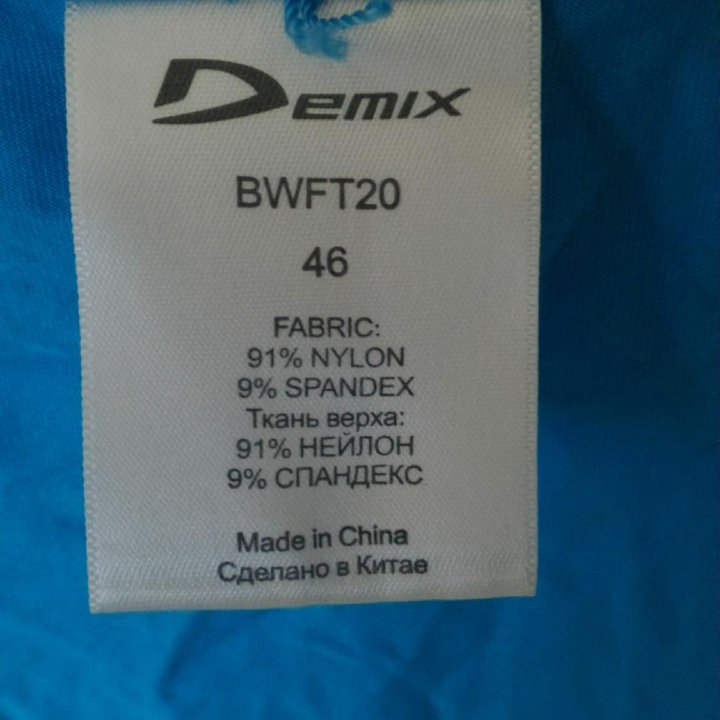 Demix
BWFT20
46
FABRIC:
91% NYLON
9% SPANDEX
Ткань верха:
91% НЕЙЛОН
9% СПАНДЕКС
Made in China
Сделано в Китае